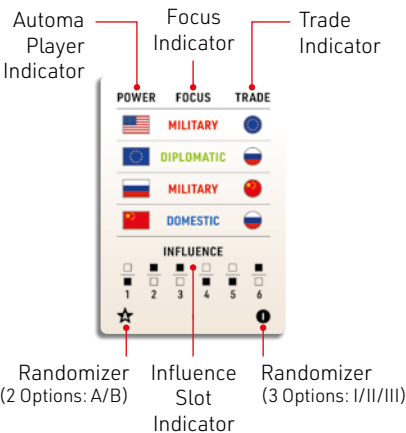 Automa Player Indicator
Focus Indicator
Trade Indicator
POWER FOCUS TRADE
MILITARY
DIPLOMATIC
MILITARY
DOMESTIC
INFLUENCE
1 2 3 4 5 6
I
Randomizer
(2 Options: A/B)
Influence Slot Indicator
Randomizer
(3 Options: I/II/III)